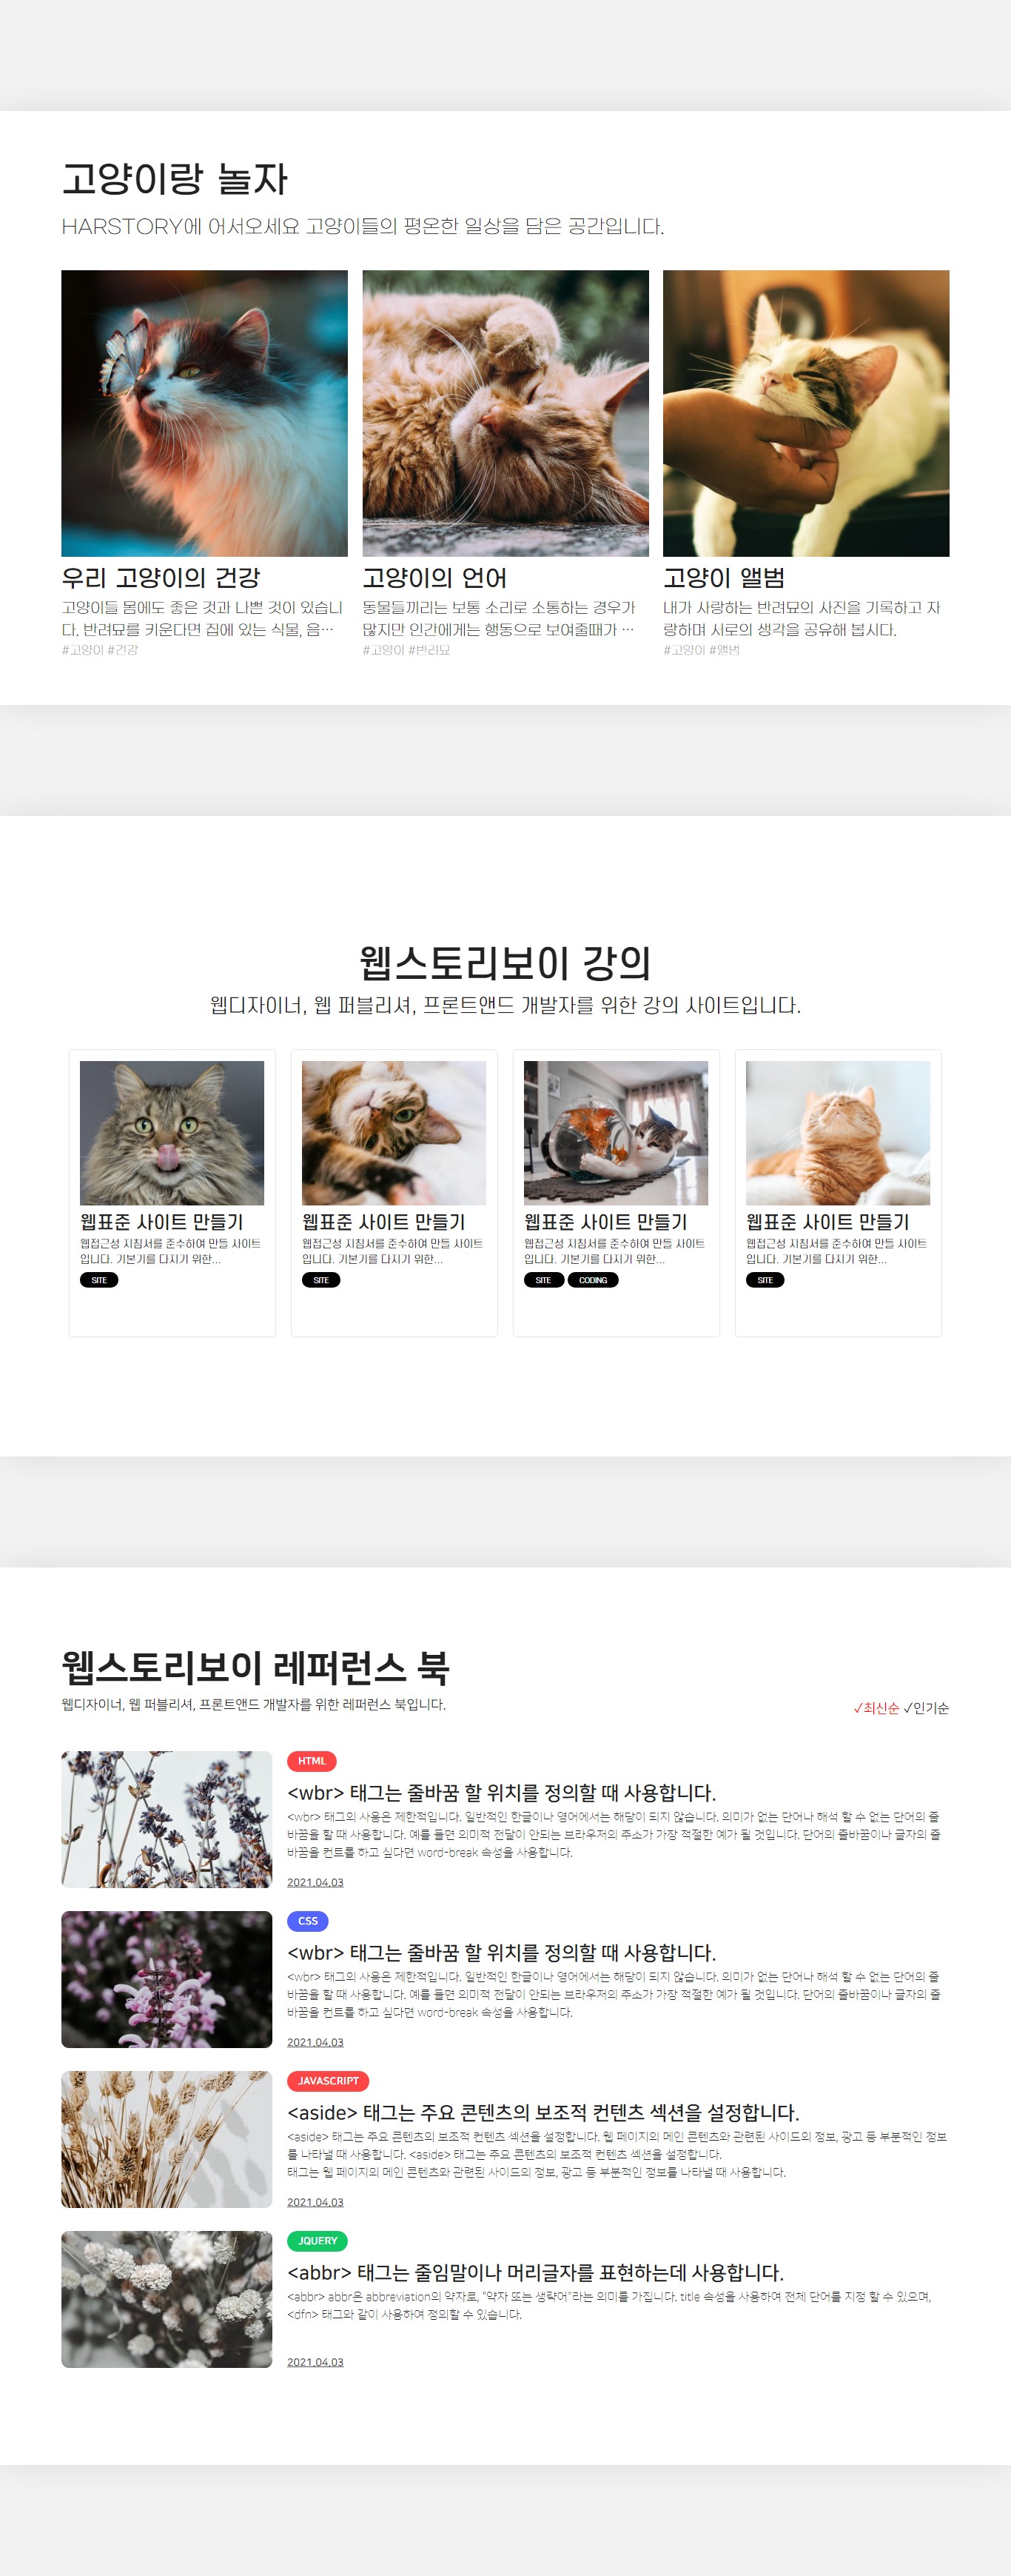 고양이랑 놀자
HARSTORY에 어서오세요 고양이들의 평온한 일상을 담은 공간입니다.
우리 고양이의 건강
고양이들 몸에도 좋은 것과 나쁜 것이 있습니
다. 반려묘를 키운다면 집에 있는 식물, 음…
#고양이 #건강
고양이의 언어
동물들끼리는 보통 소리로 소통하는 경우가
많지만 인간에게는 행동으로 보여줄때가 …
#고양이 #반려묘
고양이 앨범
내가 사랑하는 반려묘의 사진을 기록하고 자
랑하며 서로의 생각을 공유해 봅시다.
#고양이 #앨범
웹스토리보이 강의
웹디자이너, 웹 퍼블리셔, 프론트앤드 개발자를 위한 강의 사이트입니다.
웹표준 사이트 만들기
웹접근성 지침서를 준수하여 만들 사이트
입니다. 기본기를 다지기 위한...
SITE
웹표준 사이트 만들기
웹접근성 지침서를 준수하여 만들 사이트
입니다. 기본기를 다지기 위한...
SITE
웹표준 사이트 만들기
웹접근성 지침서를 준수하여 만들 사이트
입니다. 기본기를 다지기 위한...
SITE CODING
웹표준 사이트 만들기
웹접근성 지침서를 준수하여 만들 사이트
입니다. 기본기를 다지기 위한...
SITE
웹스토리보이 레퍼런스 북
웹디자이너, 웹 퍼블리셔, 프론트앤드 개발자를 위한 레퍼런스 북입니다.
✓최신순 ✓인기순
HTML
<wbr> 태그는 줄바꿈 할 위치를 정의할 때 사용합니다.
<wbr> 태그의 사용은 제한적입니다. 일반적인 한글이나 영어에서는 해당이 되지 않습니다. 의미가 없는 단어나 해석 할 수 없는 단어의 줄
바꿈을 할 때 사용합니다. 예를 들면 의미적 전달이 안되는 브라우저의 주소가 가장 적절한 예가 될 것입니다. 단어의 줄바꿈이나 글자의 줄
바꿈을 컨트롤 하고 싶다면 word-break 속성을 사용합니다.
2021.04.03
CSS
<wbr> 태그는 줄바꿈 할 위치를 정의할 때 사용합니다.
<wbr> 태그의 사용은 제한적입니다. 일반적인 한글이나 영어에서는 해당이 되지 않습니다. 의미가 없는 단어나 해석 할 수 없는 단어의 줄
바꿈을 할 때 사용합니다. 예를 들면 의미적 전달이 안되는 브라우저의 주소가 가장 적절한 예가 될 것입니다. 단어의 줄바꿈이나 글자의 줄
바꿈을 컨트롤 하고 싶다면 word-break 속성을 사용합니다.
2021.04.03
JAVASCRIPT
<aside> 태그는 주요 콘텐츠의 보조적 컨텐츠 섹션을 설정합니다.
<aside> 태그는 주요 콘텐츠의 보조적 컨텐츠 섹션을 설정합니다. 웹 페이지의 메인 콘텐츠와 관련된 사이드의 정보, 광고 등 부분적인 정보
를 나타낼 때 사용합니다. <aside> 태그는 주요 콘텐츠의 보조적 컨텐츠 섹션을 설정합니다.
태그는 웹 페이지의 메인 콘텐츠와 관련된 사이드의 정보, 광고 등 부분적인 정보를 나타낼 때 사용합니다.
2021.04.03
JQUERY
<abbr> 태그는 줄임말이나 머리글자를 표현하는데 사용합니다.
<abbr> abbr은 abbreviation의 약자로, "약자 또는 생략어"라는 의미를 가집니다. title 속성을 사용하여 전체 단어를 지정 할 수 있으며,
<dfn> 태그와 같이 사용하여 정의할 수 있습니다.
2021.04.03